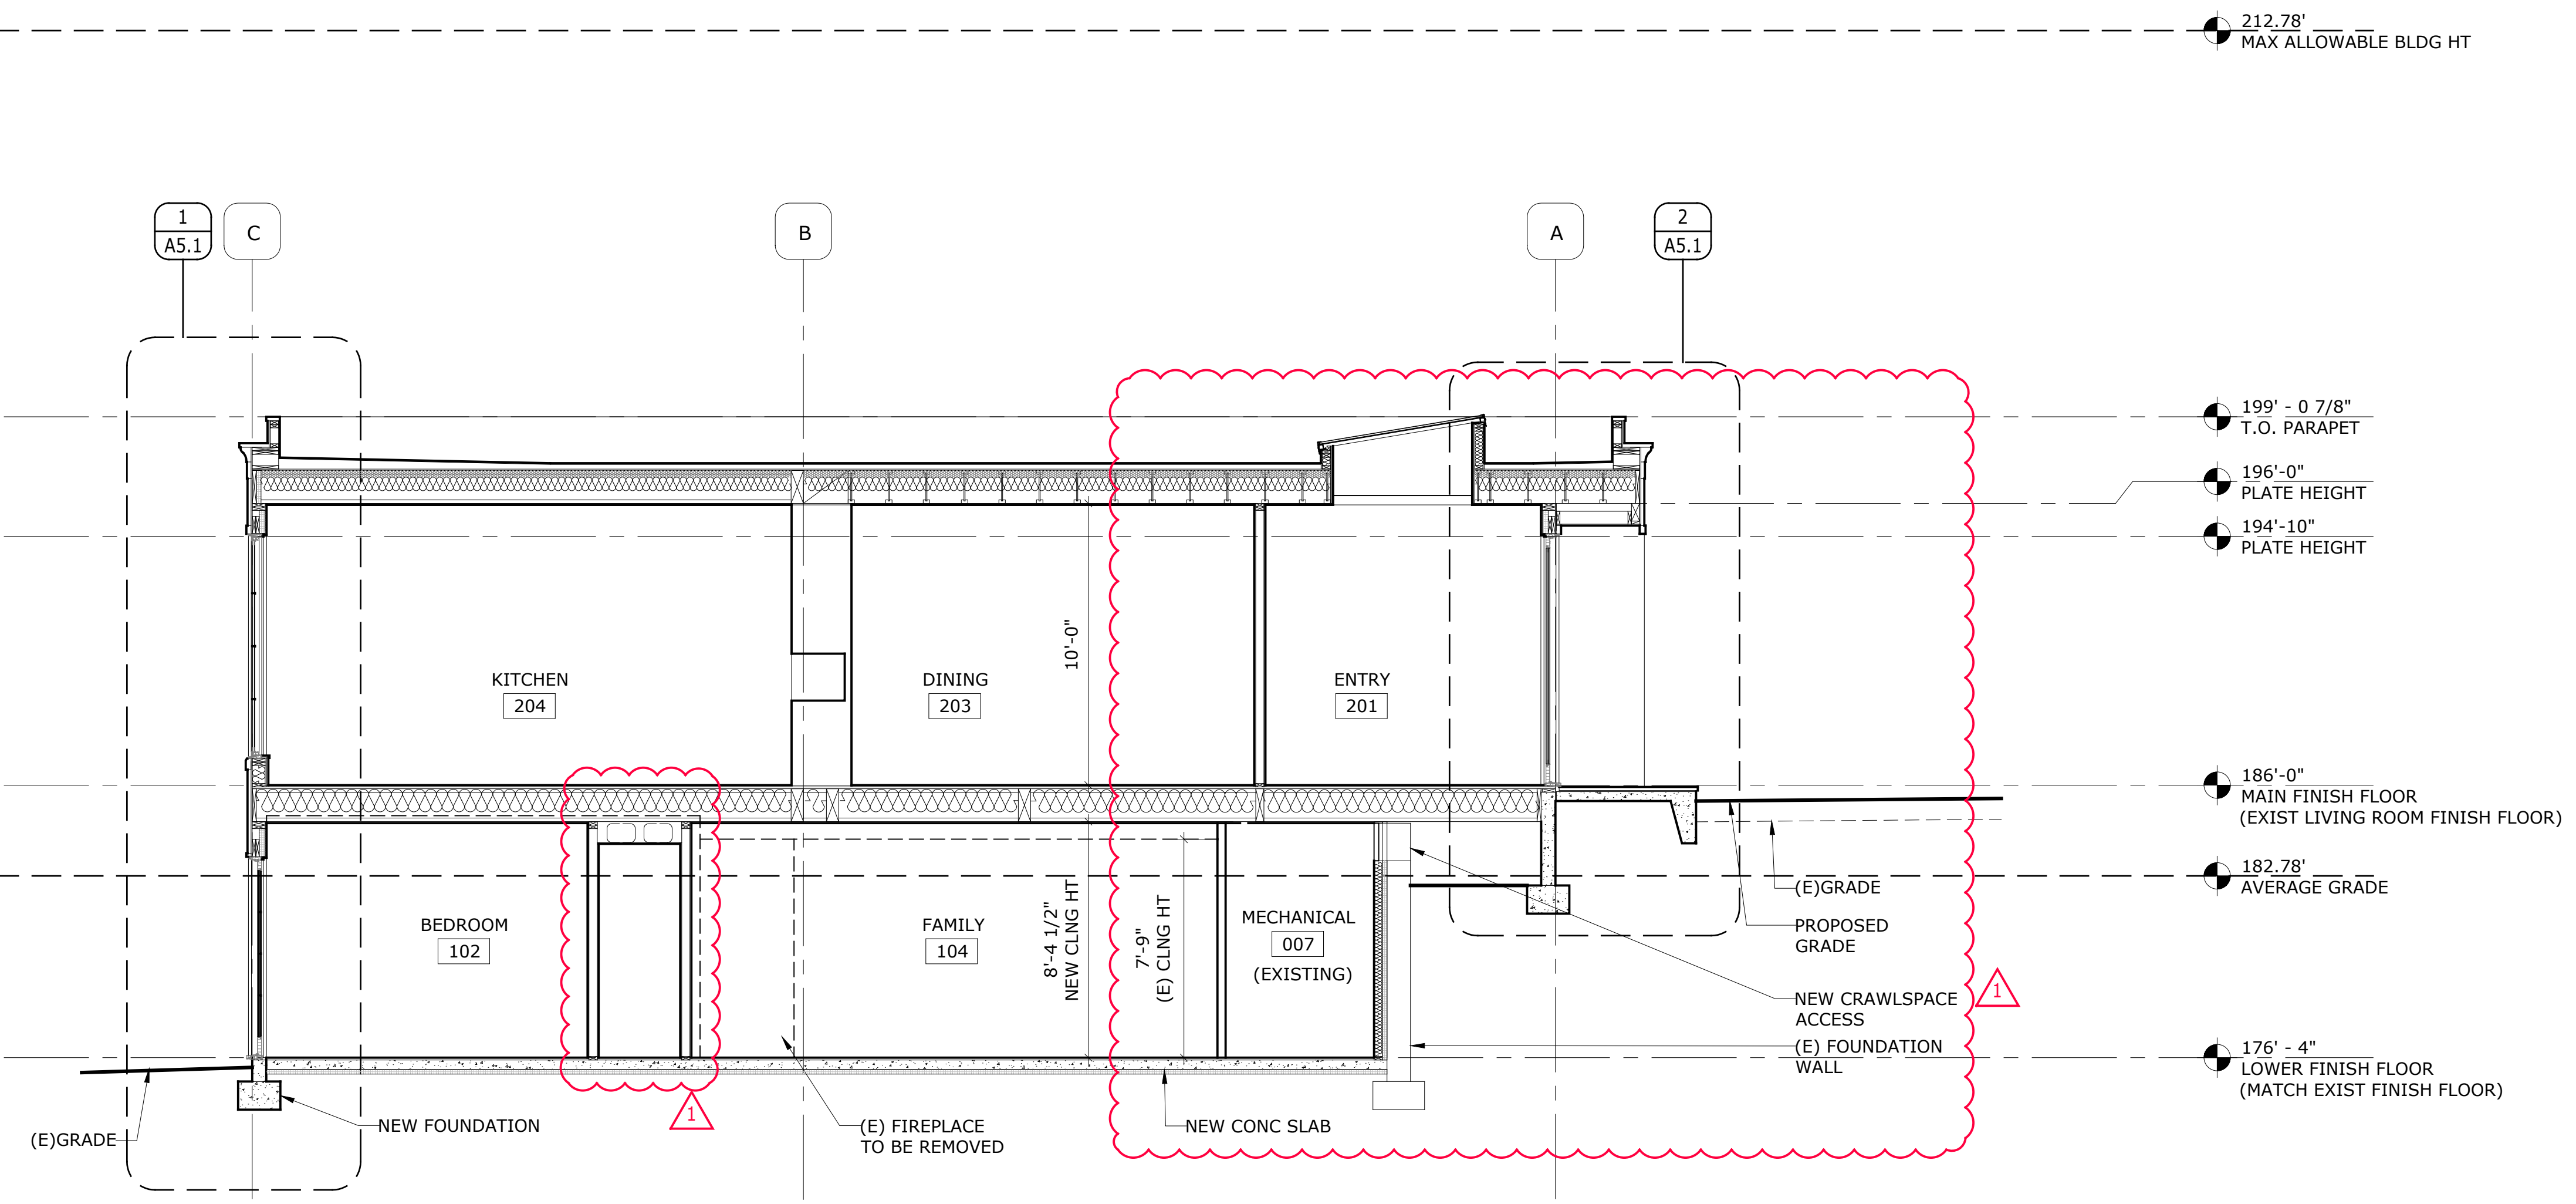 212.78'
MAX ALLOWABLE BLDG HT
1
A5.1
C
B
A
2
A5.1
199' - 0 7/8"
T.O. PARAPET
196'-0"
PLATE HEIGHT
194'-10"
PLATE HEIGHT
10'-0"
KITCHEN
204
DINING
203
ENTRY
201
186'-0"
MAIN FINISH FLOOR
(EXIST LIVING ROOM FINISH FLOOR)
182.78'
AVERAGE GRADE
(E)GRADE
PROPOSED
GRADE
BEDROOM
102
FAMILY
104
8'-4 1/2"
NEW CLNG HT
7'-9"
(E) CLNG HT
MECHANICAL
007
(EXISTING)
NEW CRAWLSPACE
ACCESS
1
(E) FOUNDATION
WALL
176' - 4"
LOWER FINISH FLOOR
(MATCH EXIST FINISH FLOOR)
1
(E)GRADE
NEW FOUNDATION
(E) FIREPLACE
TO BE REMOVED
NEW CONC SLAB